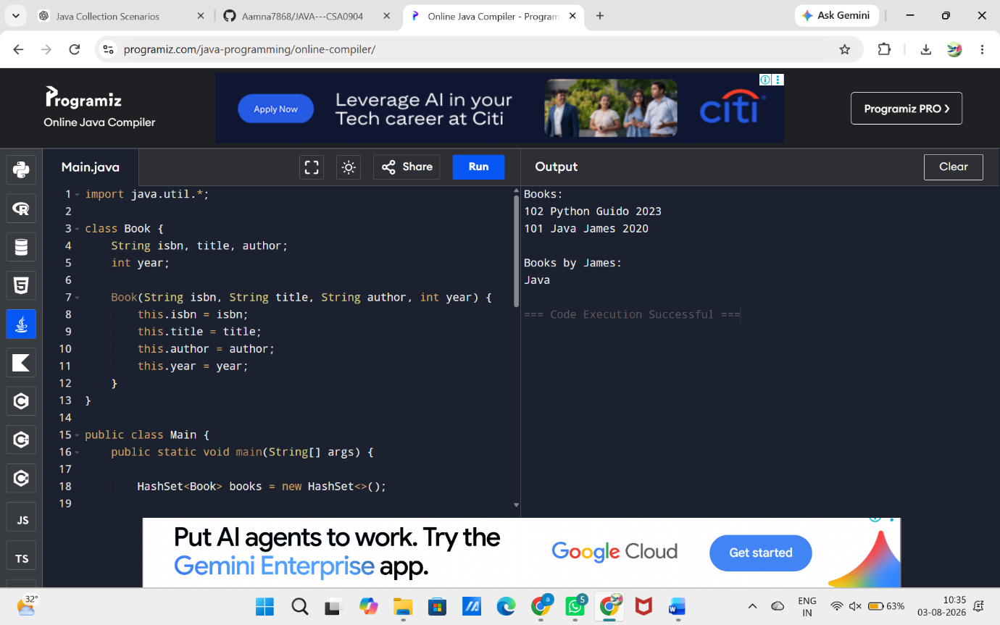 Java Collection Scenarios
Aamna7868/JAVA---CSA0904
Online Java Compiler - Program
Ask Gemini
programiz.com/java-programming/online-compiler/
Programiz
Online Java Compiler
Apply Now
Leverage AI in your
Tech career at Citi
citi
Programiz PRO
Main.java
Share
Run
Output
Clear
1 import java.util.*;
2
3 class Book {
4 String isbn, title, author;
5 int year;
6
7 Book(String isbn, String title, String author, int year) {
8 this.isbn = isbn;
9 this.title = title;
10 this.author = author;
11 this.year = year;
12 }
13 }
14
15 public class Main {
16 public static void main(String[] args) {
17
18 HashSet<Book> books = new HashSet<>();
19
Books:
102 Python Guido 2023
101 Java James 2020
Books by James:
Java
=== Code Execution Successful ===
JS
TS
Put AI agents to work. Try the
Gemini Enterprise app.
Google Cloud
Get started
32°
a
5
ENG
IN
63%
10:35
03-08-2026